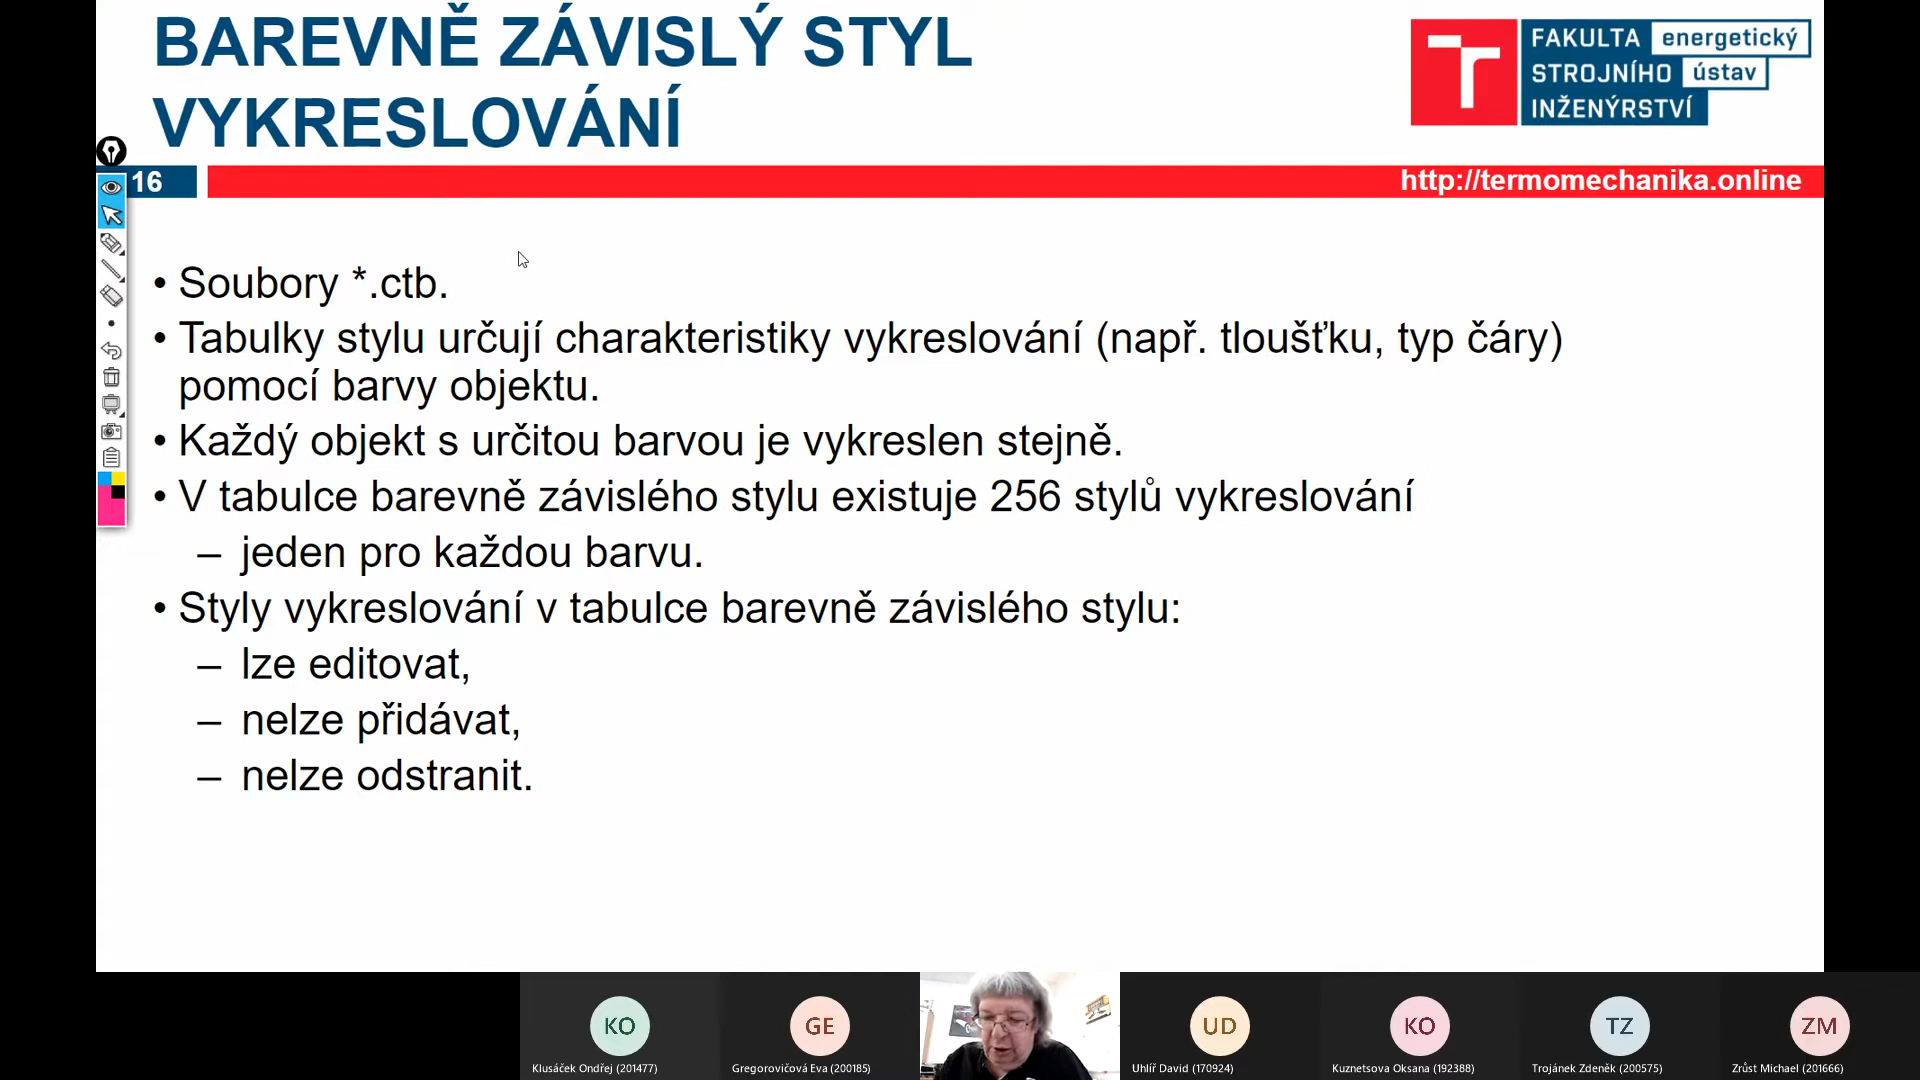 BAREVNĚ ZÁVISLÝ STYL
VYKRESLOVÁNÍ
FAKULTA energetický
STROJNÍHO ústav
INŽENÝRSTVÍ
16
http://termomechanika.online
• Soubory *.ctb.
• Tabulky stylu určují charakteristiky vykreslování (např. tloušťku, typ čáry)
pomocí barvy objektu.
• Každý objekt s určitou barvou je vykreslen stejně.
• V tabulce barevně závislého stylu existuje 256 stylů vykreslování
– jeden pro každou barvu.
• Styly vykreslování v tabulce barevně závislého stylu:
– lze editovat,
– nelze přidávat,
– nelze odstranit.
KO
GE
UD
KO
TZ
ZM
Klusáček Ondřej (201477)
Gregorovičová Eva (200185)
Uhlíř David (170924)
Kuznetsova Oksana (192388)
Trojánek Zdeněk (200575)
Zrůst Michael (201666)